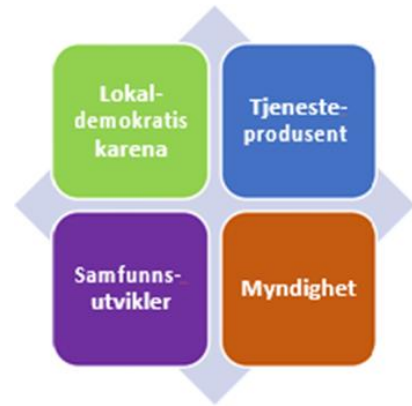 Lokal-
demokratis
karena
Tjeneste-
produsent
Samfunns-
utvikler
Myndighet